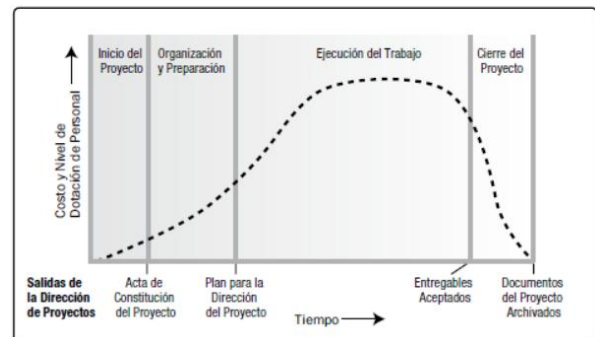 Inicio del
Proyecto
Organización
y Preparación
Ejecución del Trabajo
Cierre del
Proyecto
Costo y Nivel de
Dotación de Personal
Salidas de
la Dirección
de Proyectos
Acta de
Constitución
del Proyecto
Plan para la
Dirección
del Proyecto
Tiempo
Entregables
Aceptados
Documentos
del Proyecto
Archivados